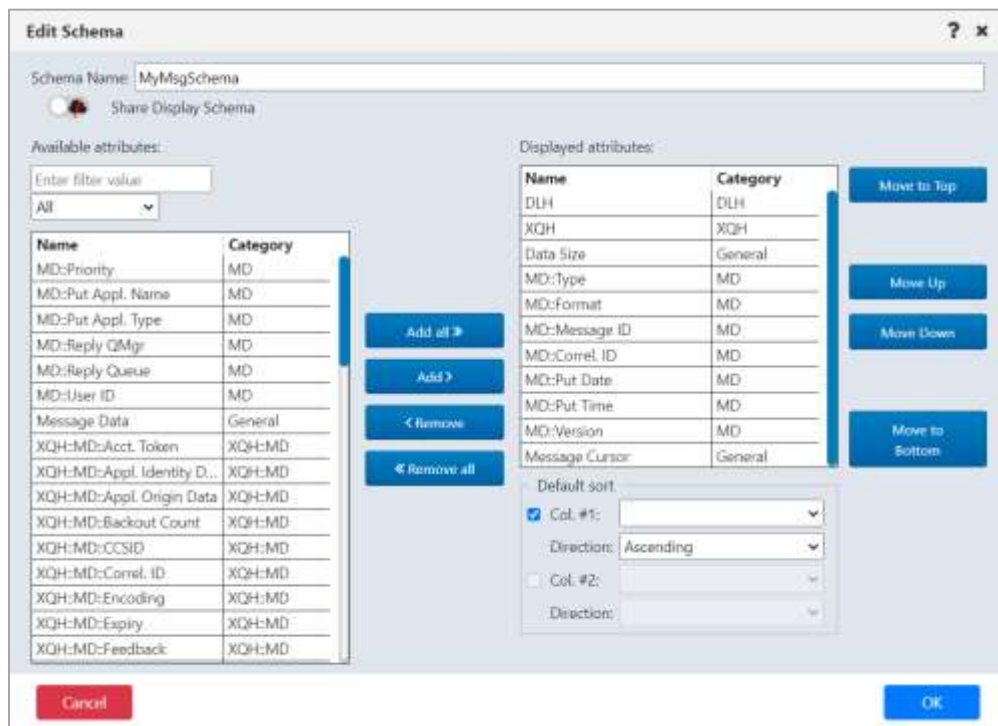 Edit Schema ? ×
Schema Name: MyMsgSchema
Share Display Schema
Available attributes:
Enter filter value
All
Name Category
MD::Priority MD
MD::Put Appl. Name MD
MD::Put Appl. Type MD
MD::Reply QMgr MD
MD::Reply Queue MD
MD::User ID MD
Message Data General
XQH::MD::Acct. Token XQH::MD
XQH::MD::Appl. Identity D... XQH::MD
XQH::MD::Appl. Origin Data XQH::MD
XQH::MD::Backout Count XQH::MD
XQH::MD::CCSID XQH::MD
XQH::MD::Correl. ID XQH::MD
XQH::MD::Encoding XQH::MD
XQH::MD::Expiry XQH::MD
XQH::MD::Feedback XQH::MD
Add all »
Add >
< Remove
« Remove all
Displayed attributes:
Name Category
DLH DLH
XQH XQH
Data Size General
MD::Type MD
MD::Format MD
MD::Message ID MD
MD::Correl. ID MD
MD::Put Date MD
MD::Put Time MD
MD::Version MD
Message Cursor General
Move to Top
Move Up
Move Down
Move to
Bottom
Default sort
Col. #1:
Direction: Ascending
Col. #2:
Direction:
Cancel
OK